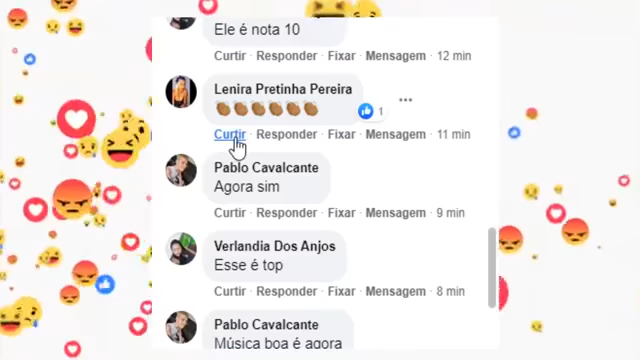 Ele é nota 10
Curtir · Responder · Fixar · Mensagem · 12 min
Lenira Pretinha Pereira
👏🏾👏🏾👏🏾👏🏾👏🏾👏🏾
1
Curtir · Responder · Fixar · Mensagem · 11 min
Pablo Cavalcante
Agora sim
Curtir · Responder · Fixar · Mensagem · 9 min
Verlandia Dos Anjos
Esse é top
Curtir · Responder · Fixar · Mensagem · 8 min
Pablo Cavalcante
Música boa é agora